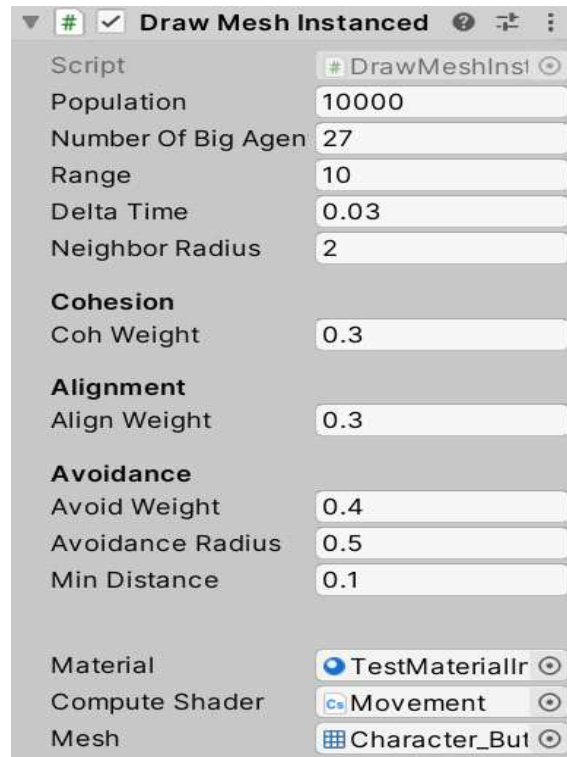 Draw Mesh Instanced
Script # DrawMeshInst
Population 10000
Number Of Big Agen 27
Range 10
Delta Time 0.03
Neighbor Radius 2
Cohesion
Coh Weight 0.3
Alignment
Align Weight 0.3
Avoidance
Avoid Weight 0.4
Avoidance Radius 0.5
Min Distance 0.1
Material TestMaterialIr
Compute Shader Cs Movement
Mesh Character_But